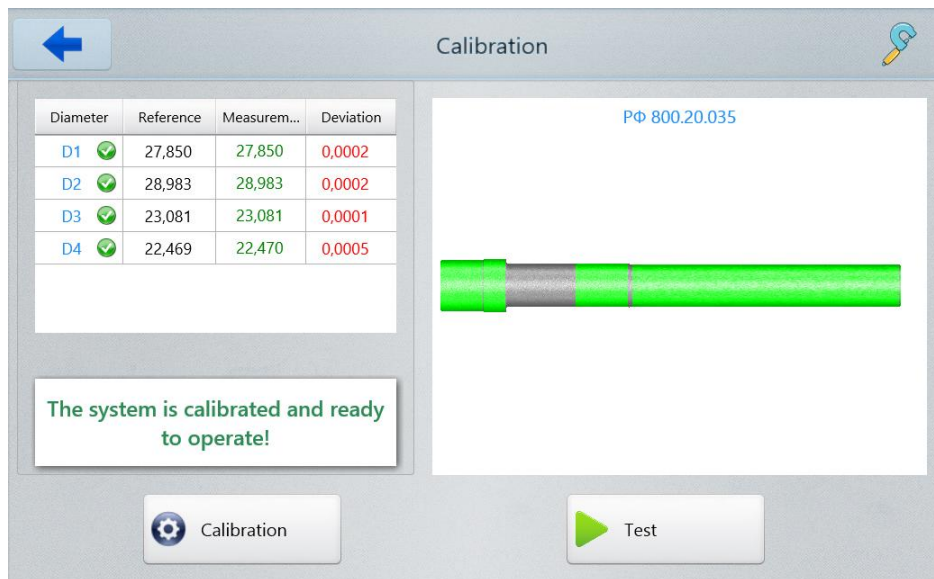 Calibration
Diameter Reference Measurem... Deviation
D1 27,850 27,850 0,0002
D2 28,983 28,983 0,0002
D3 23,081 23,081 0,0001
D4 22,469 22,470 0,0005
The system is calibrated and ready
to operate!
РФ 800.20.035
Calibration
Test